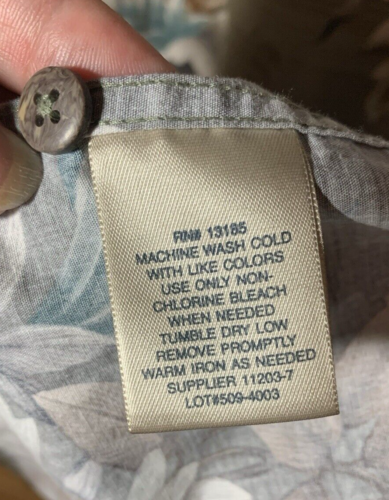 RN# 13185
MACHINE WASH COLD
WITH LIKE COLORS
USE ONLY NON-
CHLORINE BLEACH
WHEN NEEDED
TUMBLE DRY LOW
REMOVE PROMPTLY
WARM IRON AS NEEDED
SUPPLIER 11203-7
LOT#509-4003